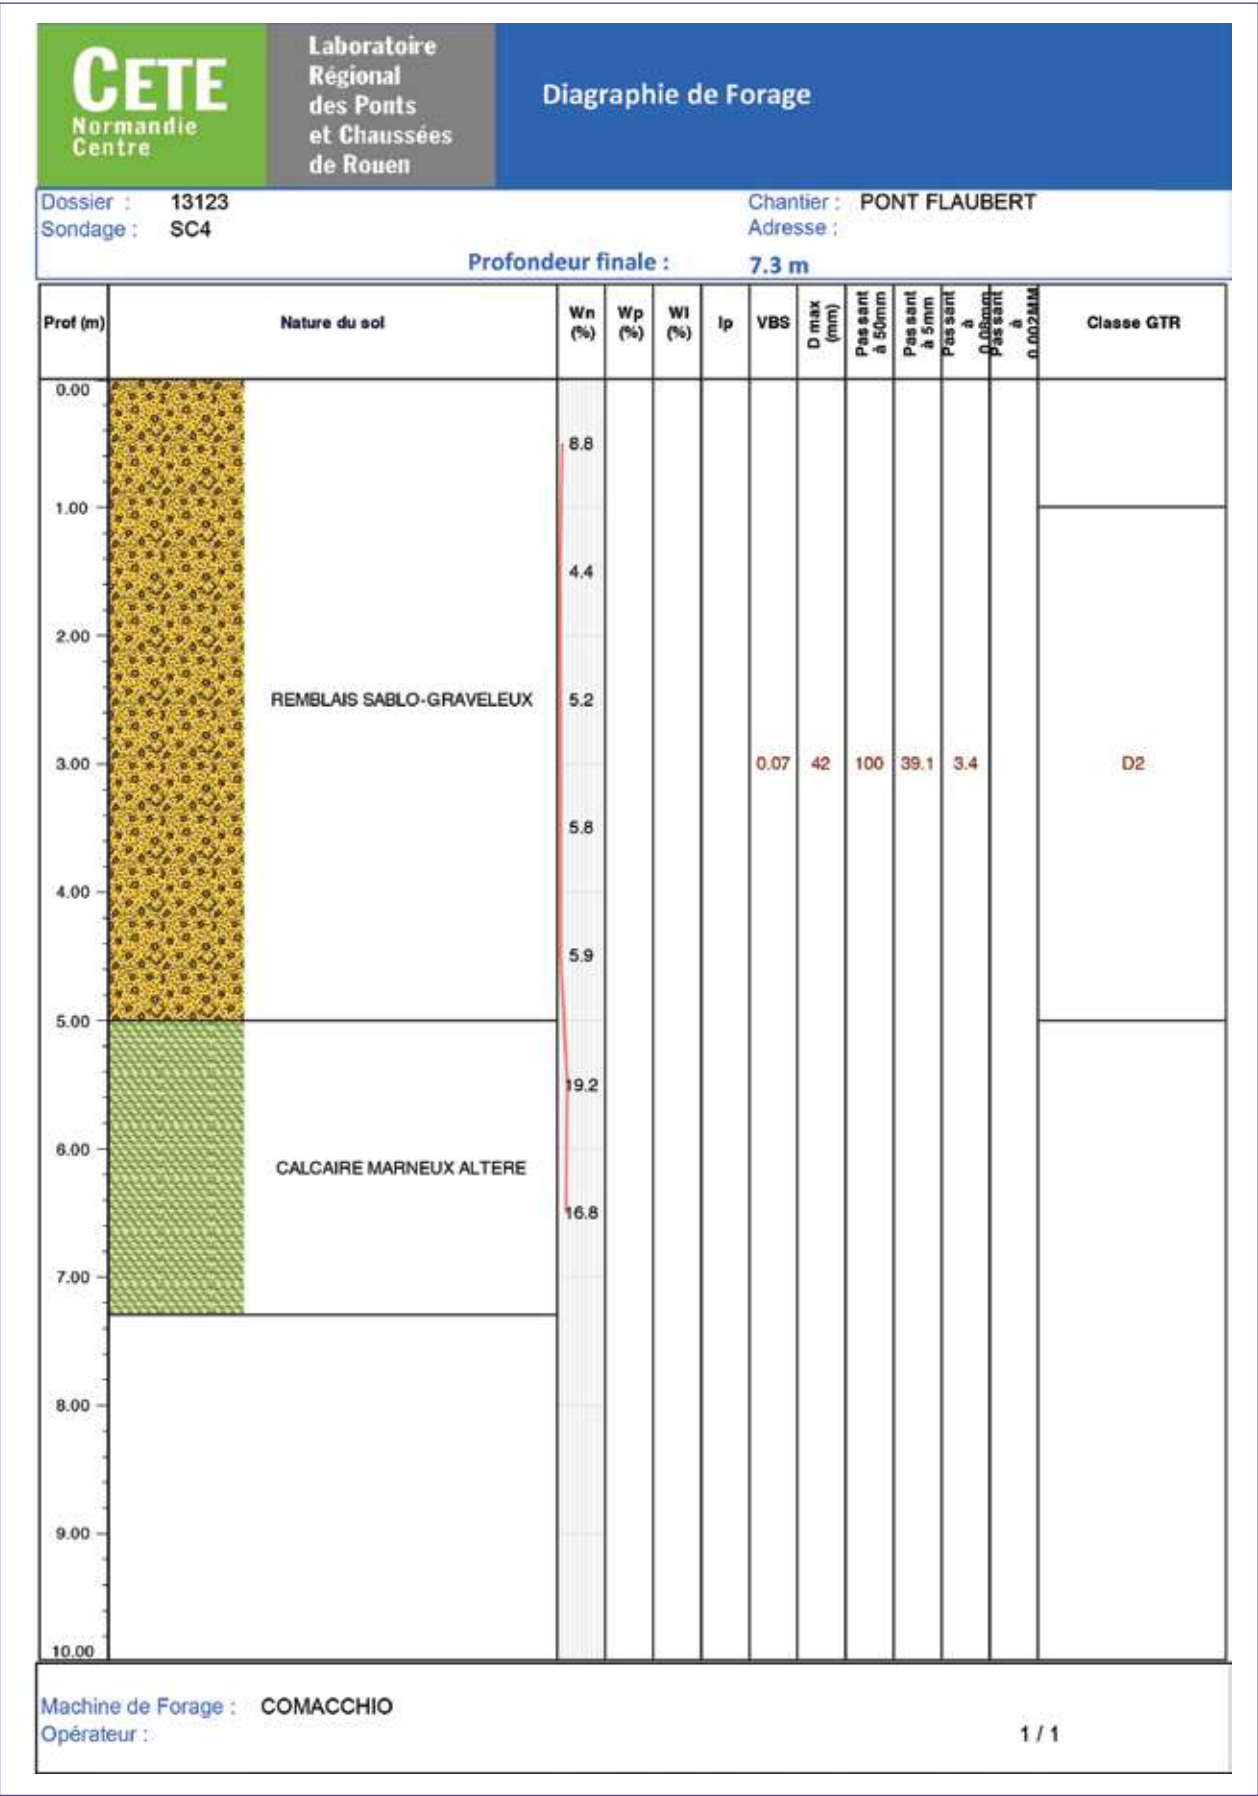 CETE
Normandie
Centre
Laboratoire
Régional
des Ponts
et Chaussées
de Rouen
Diagraphie de Forage
Dossier : 13123
Sondage : SC4
Chantier : PONT FLAUBERT
Adresse :
Profondeur finale : 7.3 m
Prof (m)
Nature du sol
Wn
(%)
Wp
(%)
Wl
(%)
Ip
VBS
D max
(mm)
Passant
à 50mm
Passant
à 5mm
Passant
à
0.08mm
Passant
à
0.002MM
Classe GTR
0.00
8.8
1.00
4.4
2.00
REMBLAIS SABLO-GRAVELEUX 5.2
3.00 0.07 42 100 39.1 3.4 D2
5.8
4.00
5.9
5.00
19.2
6.00
CALCAIRE MARNEUX ALTERE
16.8
7.00
8.00
9.00
10.00
Machine de Forage : COMACCHIO
Opérateur :
1 / 1